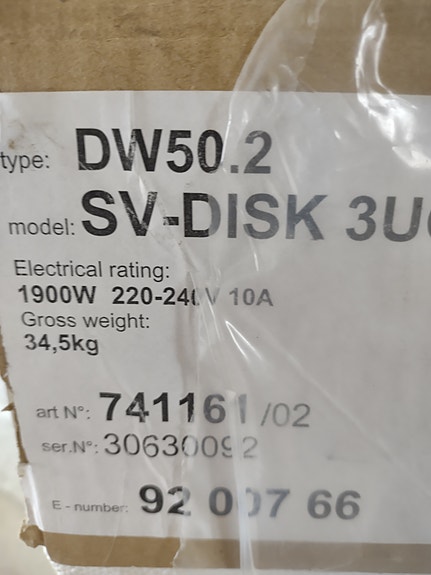 type: DW50.2
model: SV-DISK
Electrical rating:
1900W 220-240V 10A
Gross weight:
34,5kg
art N°: 741161/02
ser.N°: 30630092
E - number: 92 007 66